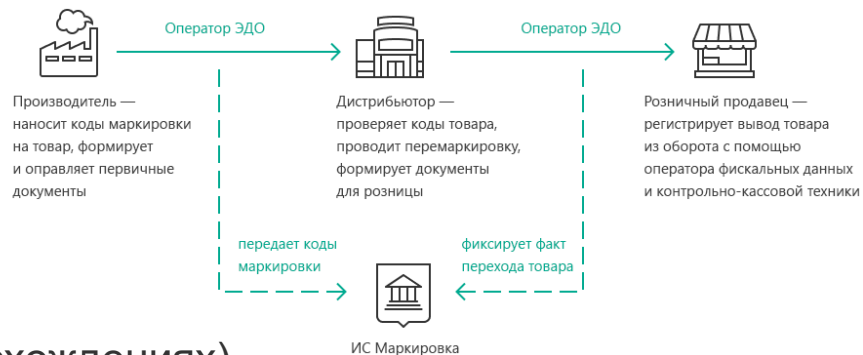 Оператор ЭДО
Оператор ЭДО
Производитель —
наносит коды маркировки
на товар, формирует
и оправляет первичные
документы
Дистрибьютор —
проверяет коды товара,
проводит перемаркировку,
формирует документы
для розницы
Розничный продавец —
регистрирует вывод товара
из оборота с помощью
оператора фискальных данных
и контрольно-кассовой техники
передает коды
маркировки
фиксирует факт
перехода товара
ИС Маркировка